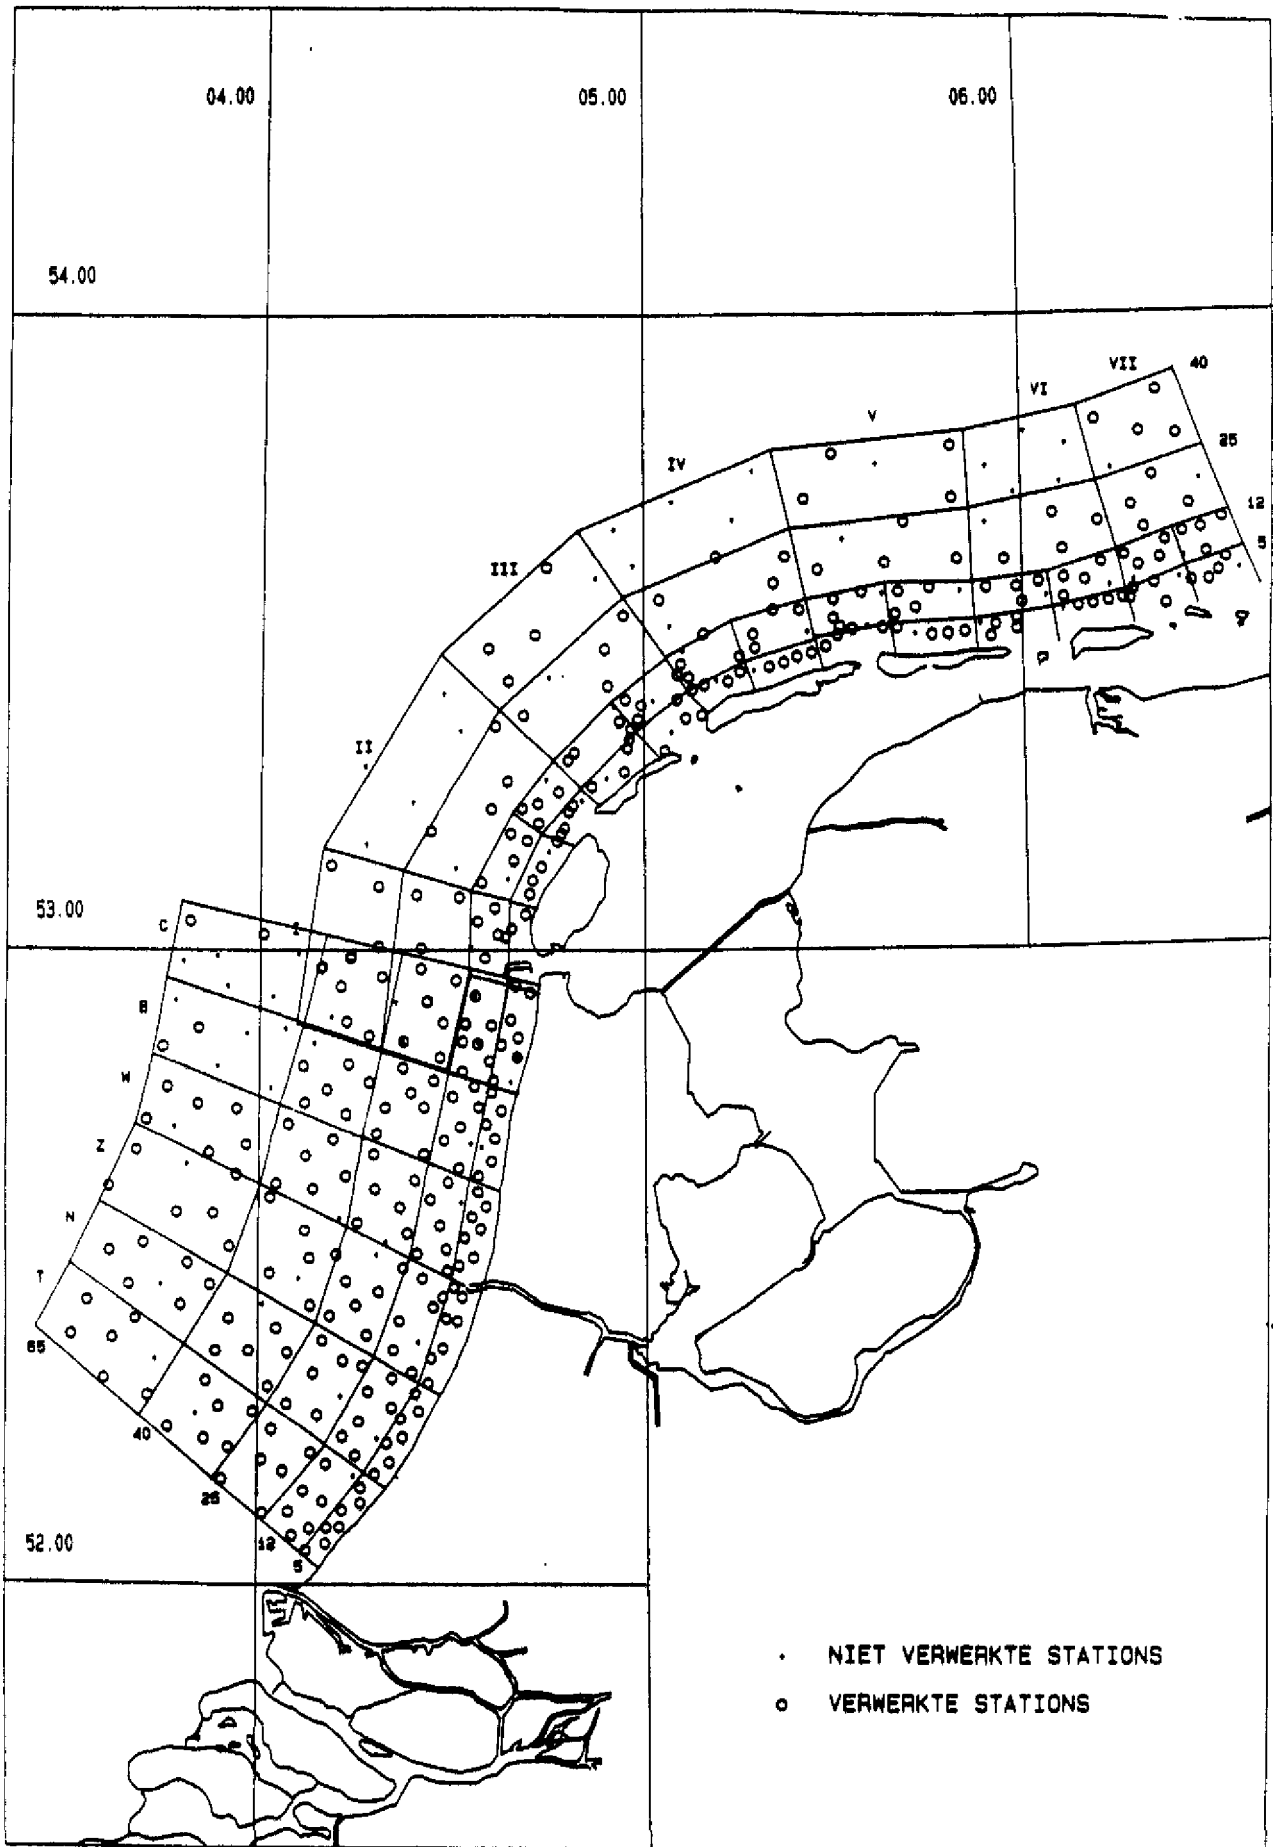 04.00
05.00
06.00
54.00
VII
40
VI
V
25
IV
12
5
III
II
53.00
C
I
B
W
Z
N
T
65
40
25
12
52.00
5
NIET VERWERKTE STATIONS
VERWERKTE STATIONS